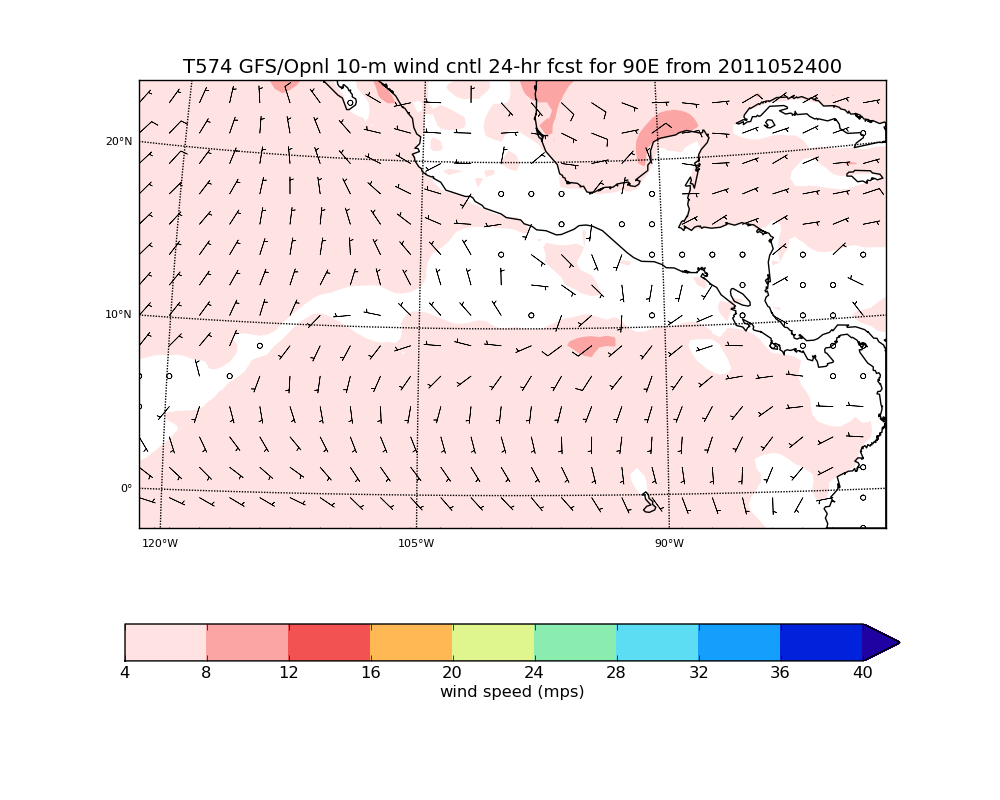 T574 GFS/Opnl 10-m wind cntl 24-hr fcst for 90E from 2011052400
20°N
10°N
0°
120°W 105°W 90°W
4 8 12 16 20 24 28 32 36 40
wind speed (mps)